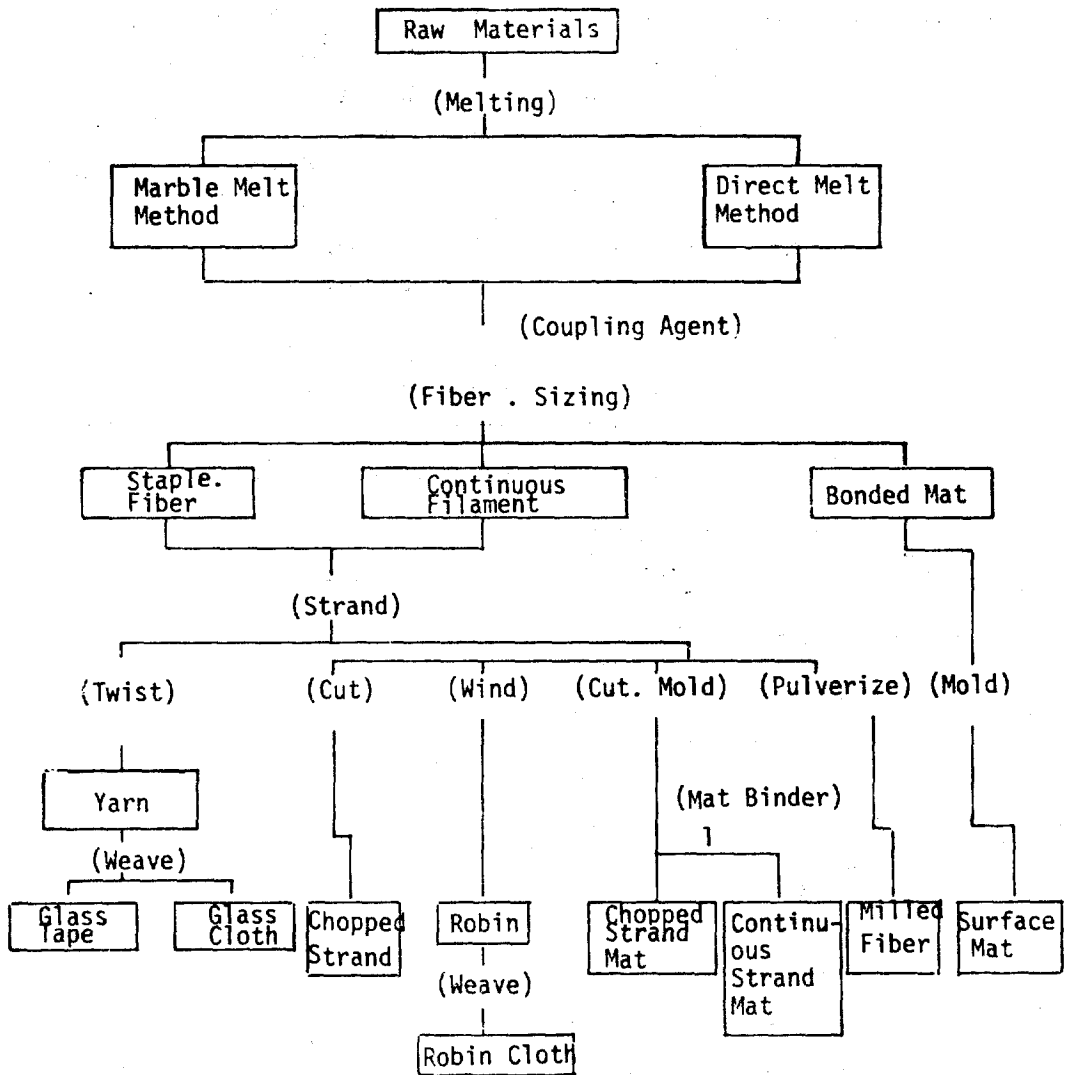 Raw Materials
(Melting)
Marble Melt
Method
Direct Melt
Method
(Coupling Agent)
(Fiber . Sizing)
Staple.
Fiber
Continuous
Filament
Bonded Mat
(Strand)
(Twist)
(Cut)
(Wind)
(Cut. Mold)
(Pulverize)
(Mold)
Yarn
(Mat Binder)
(Weave)
Glass
Tape
Glass
Cloth
Chopped
Strand
Robin
Chopped
Strand
Mat
Continu-
ous
Strand
Mat
Milled
Fiber
Surface
Mat
(Weave)
Robin Cloth